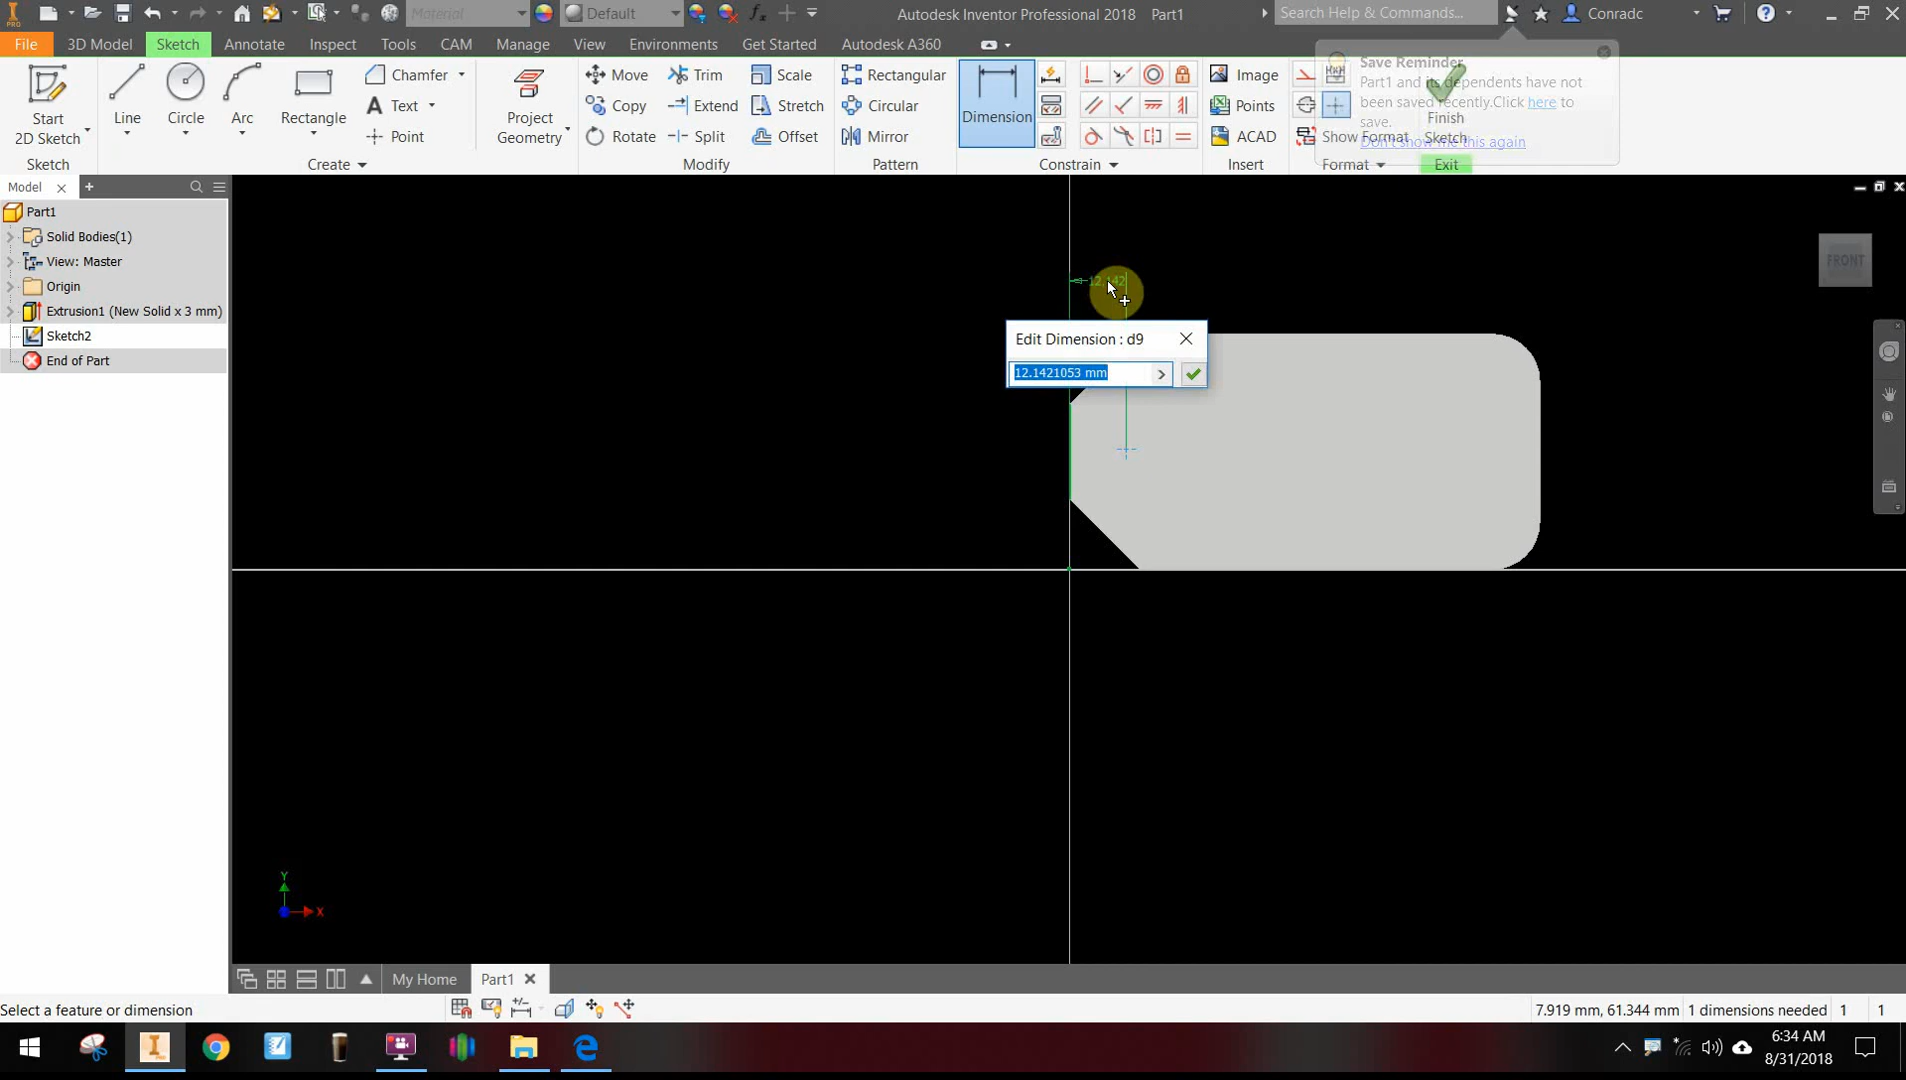 Material
Default
Autodesk Inventor Professional 2018 Part1
Search Help & Commands...
Conradc
PRO
File
3D Model
Sketch
Annotate
Inspect
Tools
CAM
Manage
View
Environments
Get Started
Autodesk A360
Start
2D Sketch
Line
Circle
Arc
Rectangle
Chamfer
Text
Point
Project
Geometry
Move
Copy
Rotate
Trim
Extend
Split
Scale
Stretch
Offset
Rectangular
Circular
Mirror
Dimension
Image
Points
ACAD
Show Format
Finish
Sketch
Save Reminder
Part1 and its dependents have not
been saved recently.Click here to
save.
Don't show me this again
Sketch
Create
Modify
Pattern
Constrain
Insert
Format
Exit
Model
Part1
Solid Bodies(1)
View: Master
Origin
Extrusion1 (New Solid x 3 mm)
Sketch2
End of Part
12.142
Edit Dimension : d9
12.1421053 mm
FRONT
Y
X
My Home
Part1
Select a feature or dimension
7.919 mm, 61.344 mm
1 dimensions needed
1
1
6:34 AM
8/31/2018